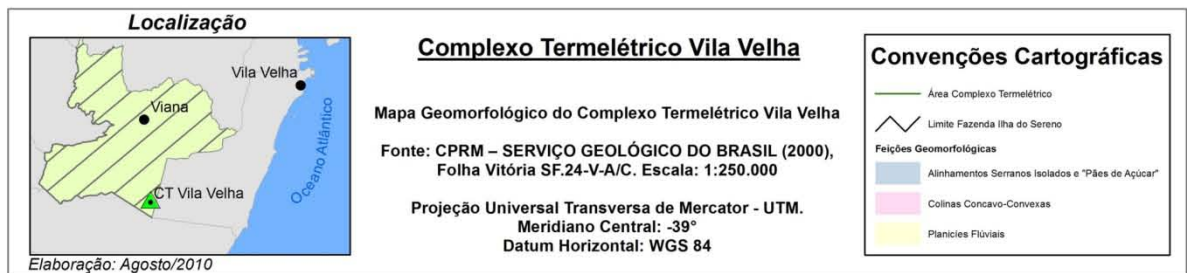 Localização
Vila Velha
Viana
CT Vila Velha
Oceano Atlântico
Elaboração: Agosto/2010
Complexo Termelétrico Vila Velha
Mapa Geomorfológico do Complexo Termelétrico Vila Velha
Fonte: CPRM – SERVIÇO GEOLÓGICO DO BRASIL (2000),
Folha Vitória SF.24-V-A/C. Escala: 1:250.000
Projeção Universal Transversa de Mercator - UTM.
Meridiano Central: -39°
Datum Horizontal: WGS 84
Convenções Cartográficas
Área Complexo Termelétrico
Limite Fazenda Ilha do Sereno
Feições Geomorfológicas
Alinhamentos Serranos Isolados e "Pães de Açúcar"
Colinas Concavo-Convexas
Planicíes Flúviais